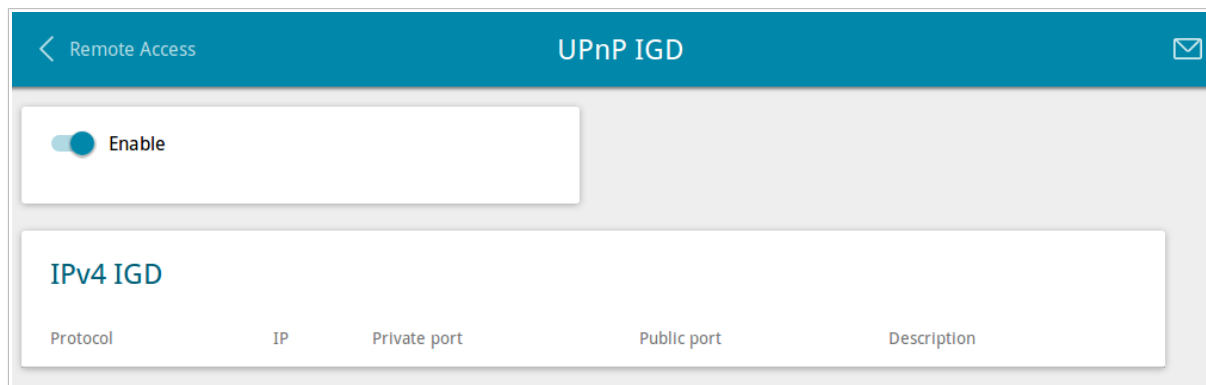 Remote Access UPnP IGD
Enable
IPv4 IGD
Protocol IP Private port Public port Description